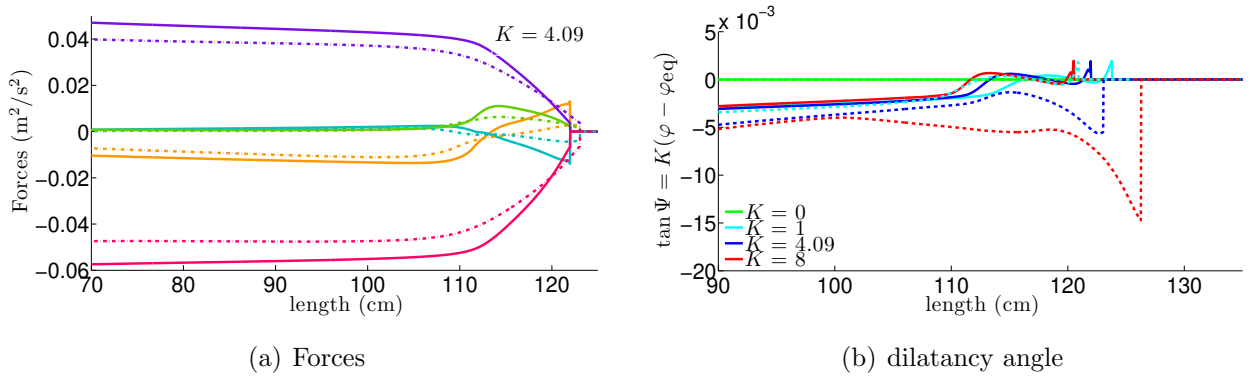 K = 4.09
Forces (m²/s²)
0.04
0.02
0
−0.02
−0.04
−0.06
70
80
90
100
110
120
length (cm)
(a) Forces
x 10⁻³
tan Ψ = K(φ − φeq)
5
0
−5
−10
−15
−20
K = 0
K = 1
K = 4.09
K = 8
90
100
110
120
130
length (cm)
(b) dilatancy angle